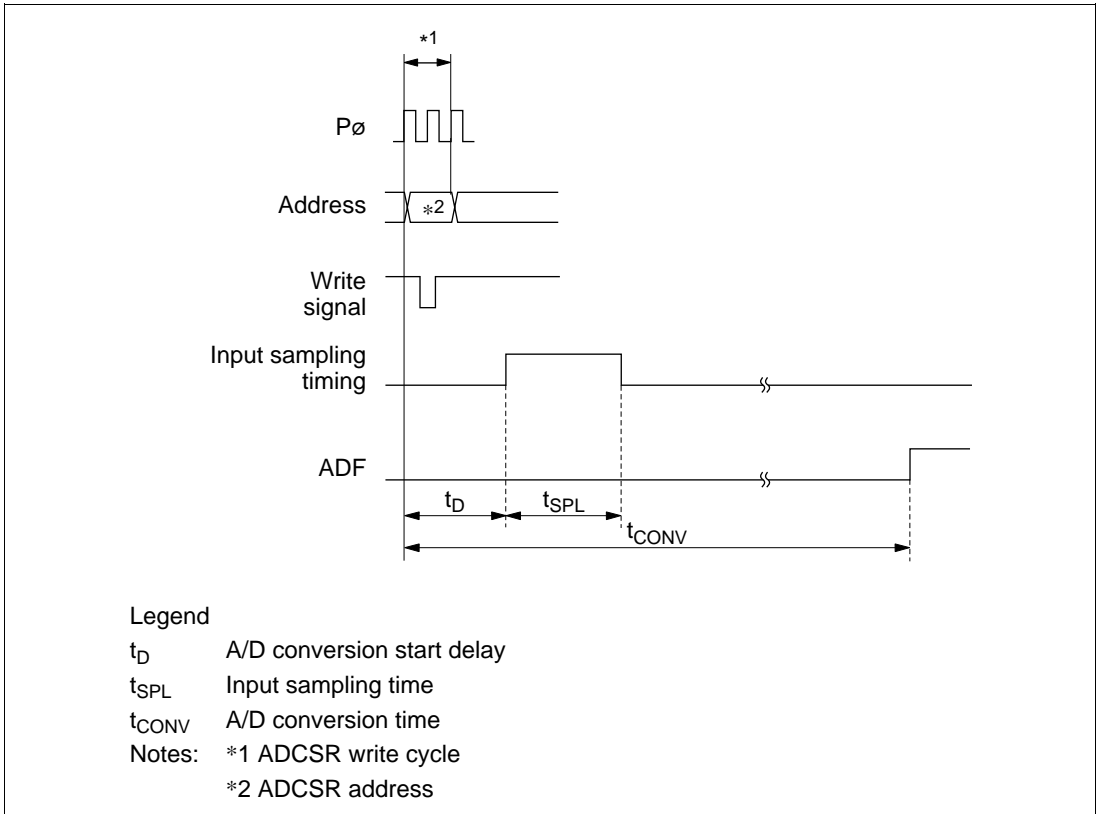 *1
Pø
Address
*2
Write
signal
Input sampling
timing
ADF
tD
tSPL
tCONV
Legend
tD A/D conversion start delay
tSPL Input sampling time
tCONV A/D conversion time
Notes: *1 ADCSR write cycle
*2 ADCSR address